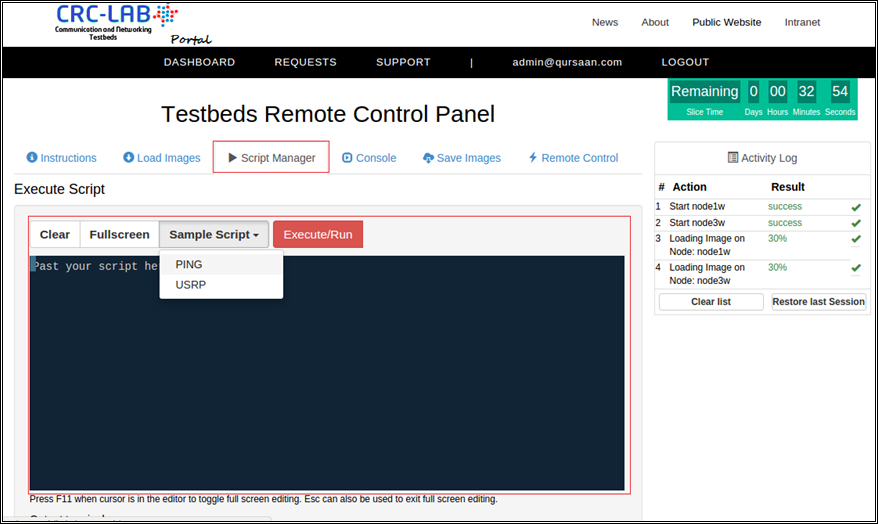 CRC-LAB
Communication and Networking
Testbeds
Portal
News About Public Website Intranet
DASHBOARD REQUESTS SUPPORT | admin@qursaan.com LOGOUT
Remaining 0 00 32 54
Slice Time Days Hours Minutes Seconds
Testbeds Remote Control Panel
Instructions Load Images Script Manager Console Save Images Remote Control
Activity Log
Execute Script
# Action Result
1 Start node1w success
2 Start node3w success
3 Loading Image on Node: node1w 30%
4 Loading Image on Node: node3w 30%
Clear list Restore last Session
Clear Fullscreen Sample Script Execute/Run
Past your script he
PING
USRP
Press F11 when cursor is in the editor to toggle full screen editing. Esc can also be used to exit full screen editing.